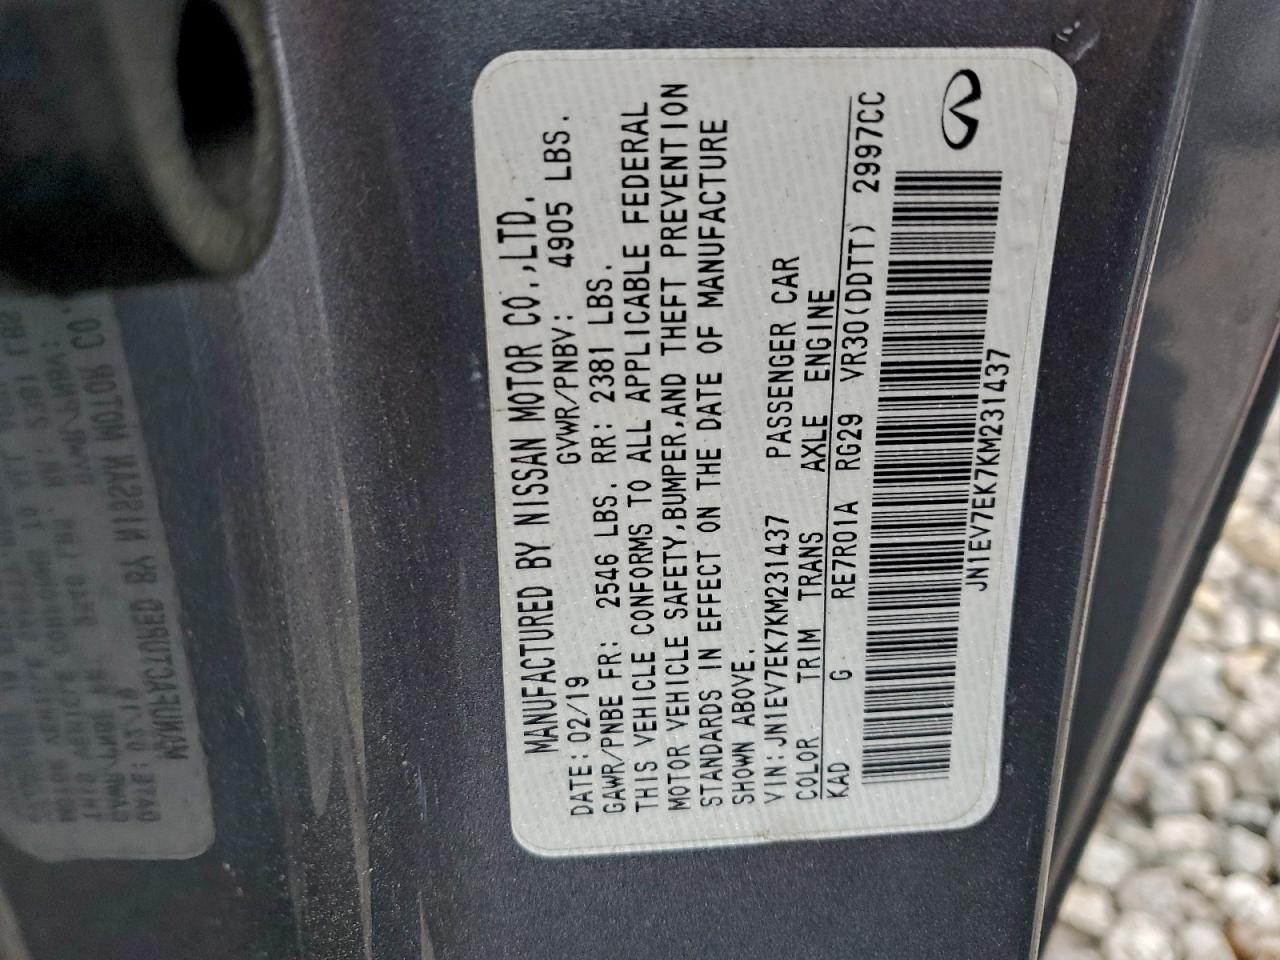 MANUFACTURED BY NISSAN MOTOR CO.,LTD.
DATE: 02/19 GVWR/PNBV: 4905 LBS.
GAWR/PNBE FR: 2546 LBS. RR: 2381 LBS.
THIS VEHICLE CONFORMS TO ALL APPLICABLE FEDERAL
MOTOR VEHICLE SAFETY,BUMPER,AND THEFT PREVENTION
STANDARDS IN EFFECT ON THE DATE OF MANUFACTURE
SHOWN ABOVE.
VIN:JN1EV7EK7KM231437 PASSENGER CAR
COLOR TRIM TRANS AXLE ENGINE
KAD G RE7R01A RG29 VR30(DDTT) 2997CC
JN1EV7EK7KM231437